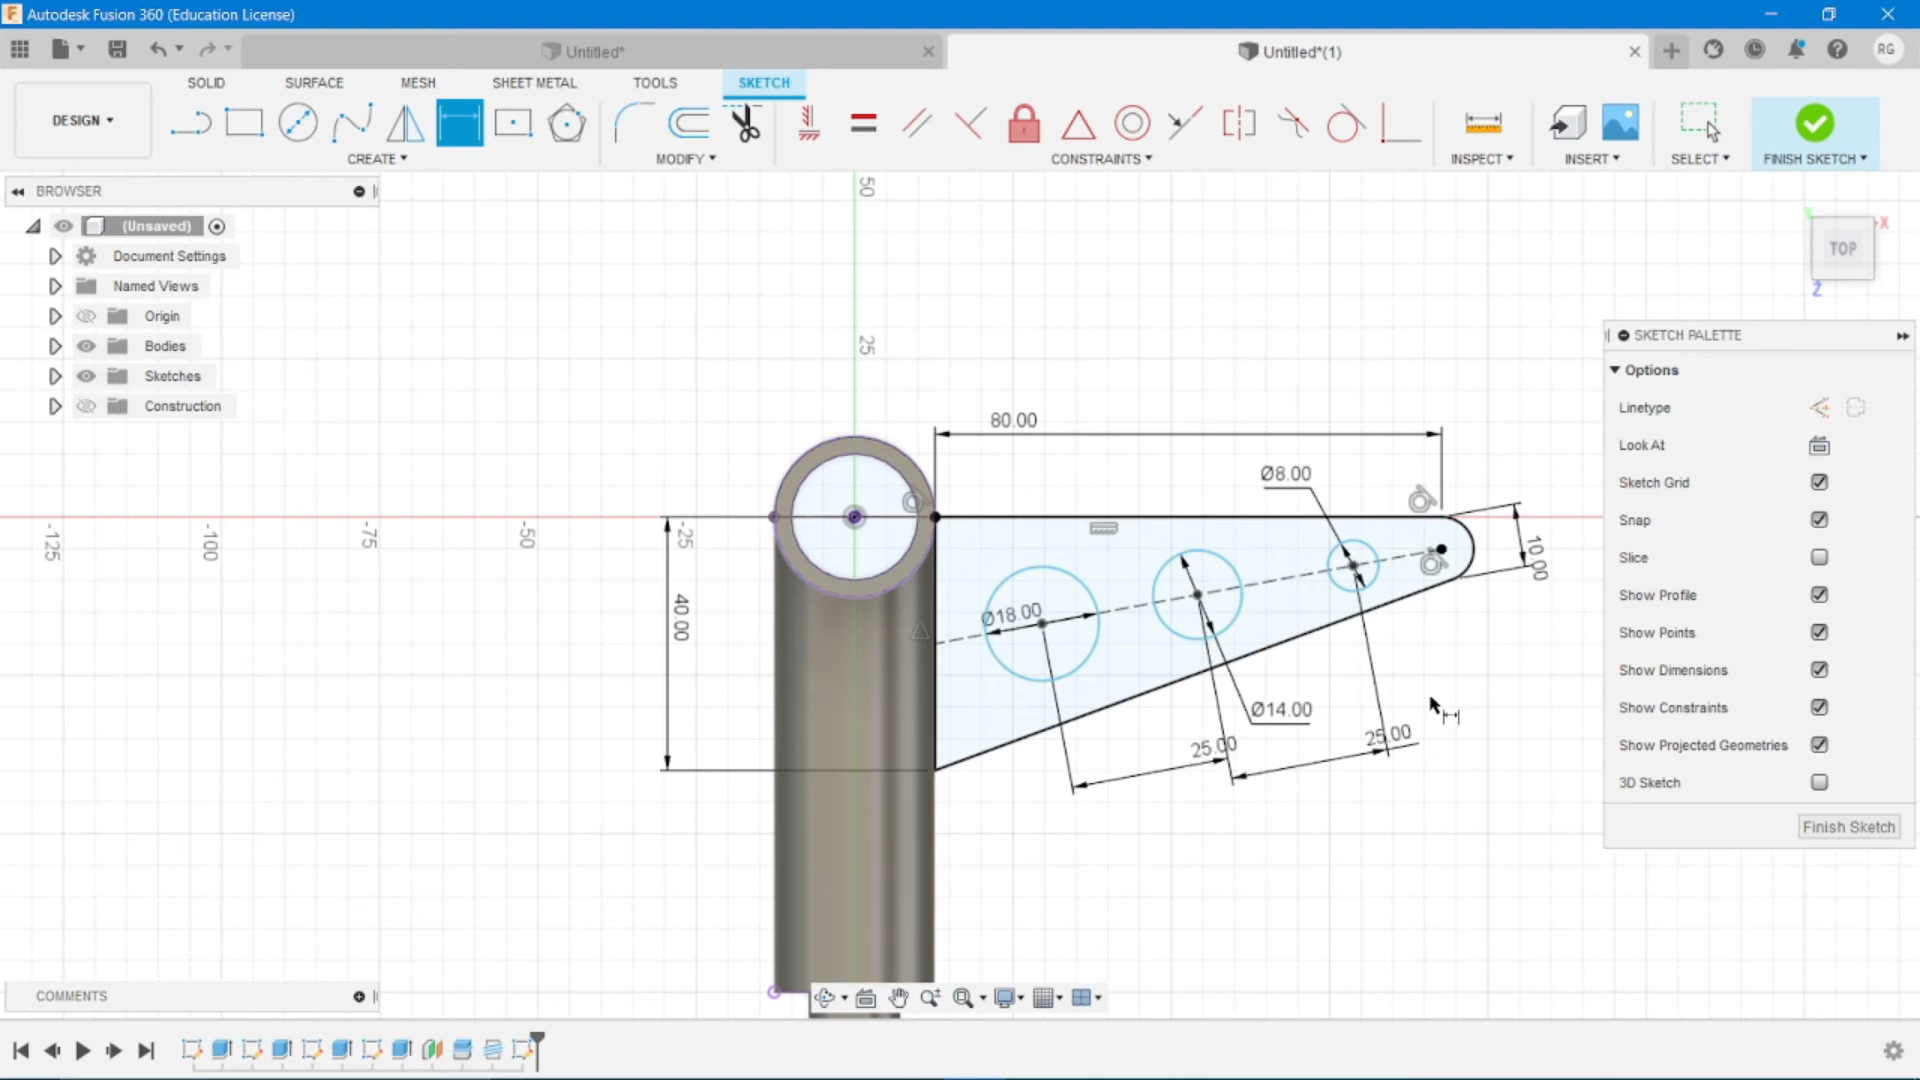 Autodesk Fusion 360 (Education License)
Untitled*
Untitled*(1)
RG
SOLID SURFACE MESH SHEET METAL TOOLS SKETCH
DESIGN
CREATE MODIFY CONSTRAINTS INSPECT INSERT SELECT FINISH SKETCH
BROWSER
(Unsaved)
Document Settings
Named Views
Origin
Bodies
Sketches
Construction
50
25
-125
-100
-75
-50
-25
80.00
Ø8.00
10.00
40.00
Ø18.00
Ø14.00
25.00
25.00
X
TOP
Z
SKETCH PALETTE
Options
Linetype
Look At
Sketch Grid
Snap
Slice
Show Profile
Show Points
Show Dimensions
Show Constraints
Show Projected Geometries
3D Sketch
Finish Sketch
COMMENTS